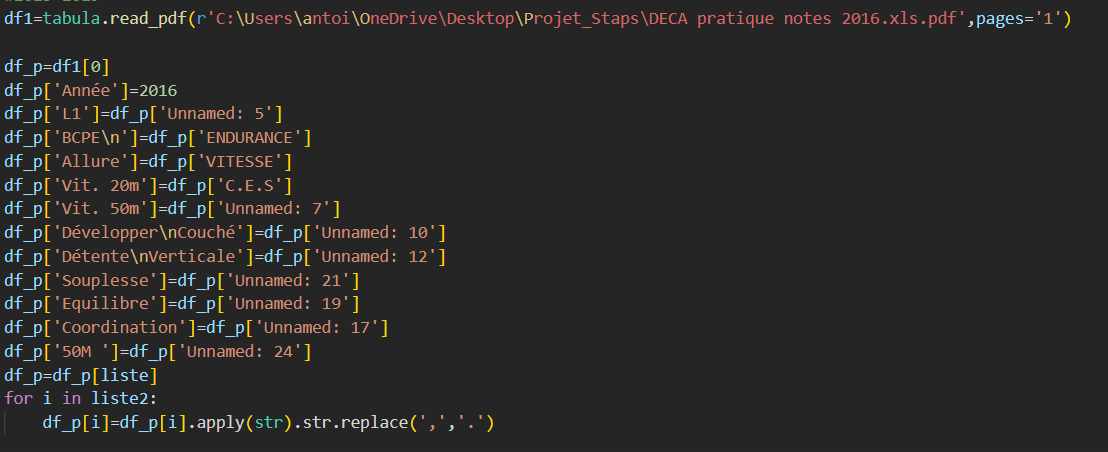 df1=tabula.read_pdf(r'C:\Users\antoi\OneDrive\Desktop\Projet_Staps\DECA pratique notes 2016.xls.pdf',pages='1')
df_p=df1[0]
df_p['Année']=2016
df_p['L1']=df_p['Unnamed: 5']
df_p['BCPE\n']=df_p['ENDURANCE']
df_p['Allure']=df_p['VITESSE']
df_p['Vit. 20m']=df_p['C.E.S']
df_p['Vit. 50m']=df_p['Unnamed: 7']
df_p['Développer\nCouché']=df_p['Unnamed: 10']
df_p['Détente\nVerticale']=df_p['Unnamed: 12']
df_p['Souplesse']=df_p['Unnamed: 21']
df_p['Equilibre']=df_p['Unnamed: 19']
df_p['Coordination']=df_p['Unnamed: 17']
df_p['50M ']=df_p['Unnamed: 24']
df_p=df_p[liste]
for i in liste2:
    df_p[i]=df_p[i].apply(str).str.replace(',','.')